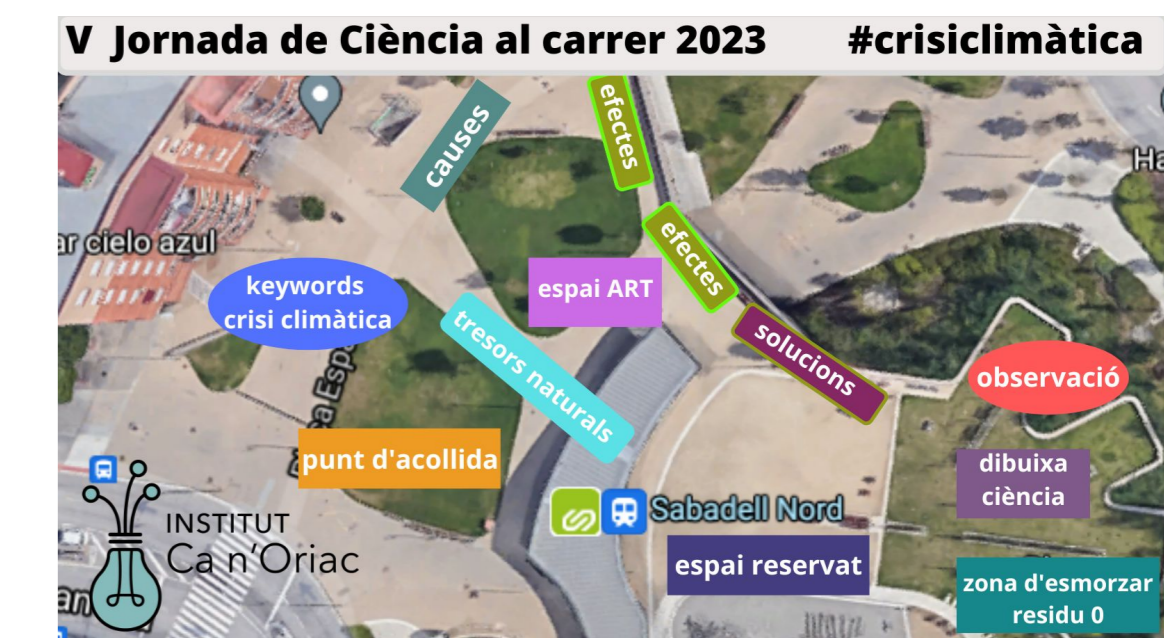 V Jornada de Ciència al carrer 2023 #crisiclimàtica
causes
efectes
efectes
ar cielo azul
keywords
crisi climàtica
espai ART
tresors naturals
solucions
observació
punt d'acollida
dibuixa
ciència
INSTITUT
Ca n'Oriac
Sabadell Nord
espai reservat
zona d'esmorzar
residu 0